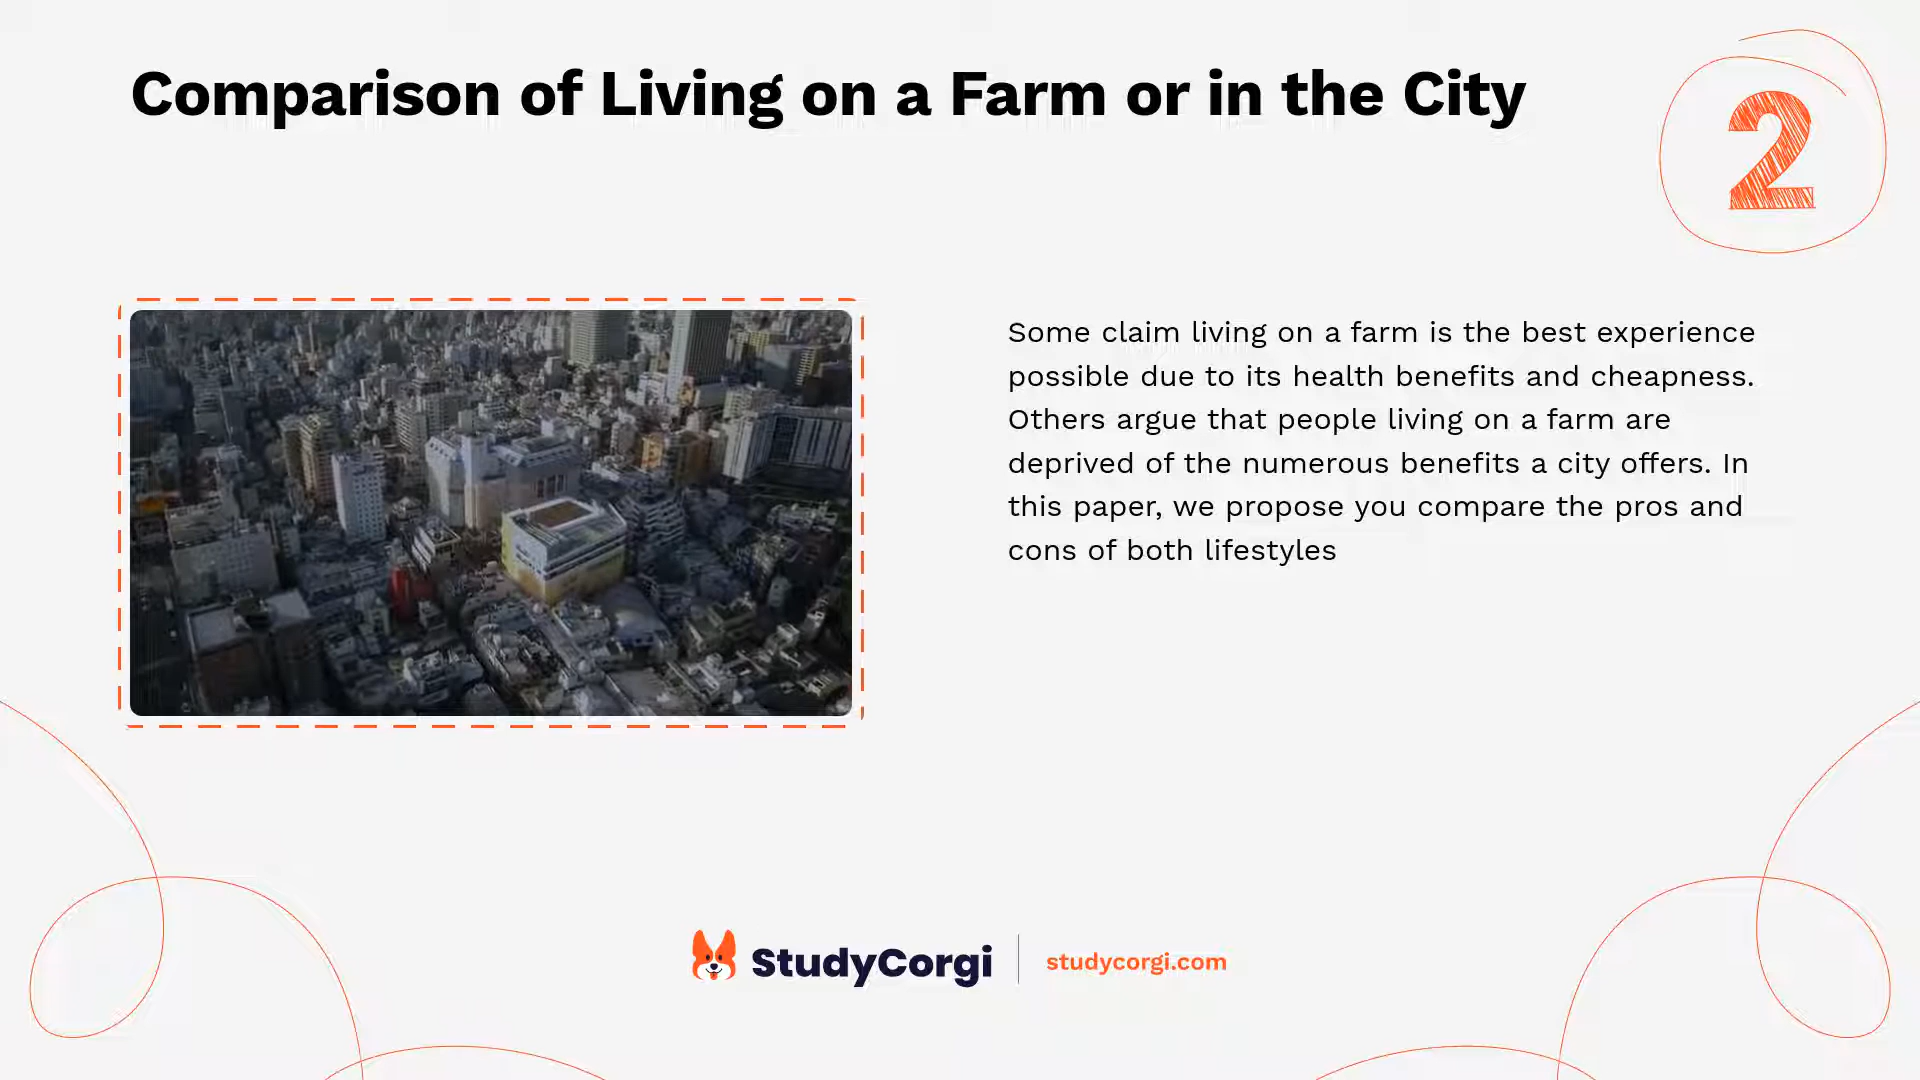 Comparison of Living on a Farm or in the City
2
Some claim living on a farm is the best experience
possible due to its health benefits and cheapness.
Others argue that people living on a farm are
deprived of the numerous benefits a city offers. In
this paper, we propose you compare the pros and
cons of both lifestyles
StudyCorgi
studycorgi.com